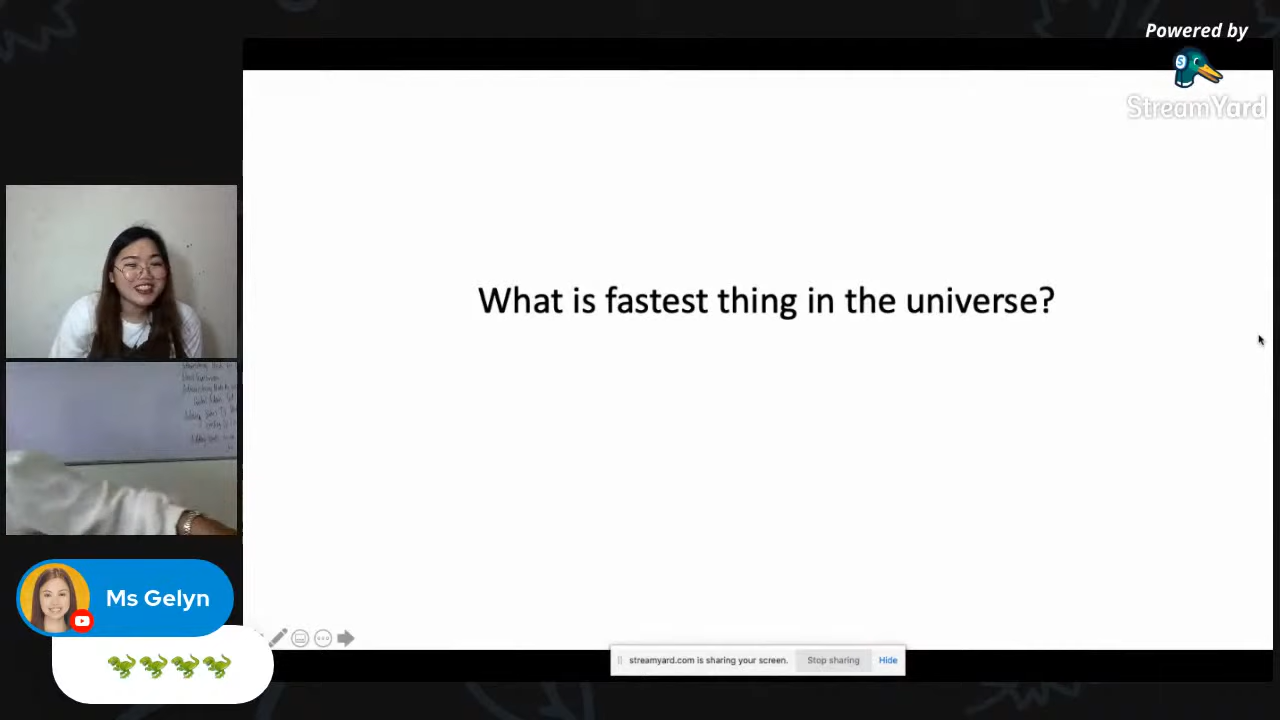 Powered by
StreamYard
What is fastest thing in the universe?
Ms Gelyn
streamyard.com is sharing your screen.
Stop sharing
Hide